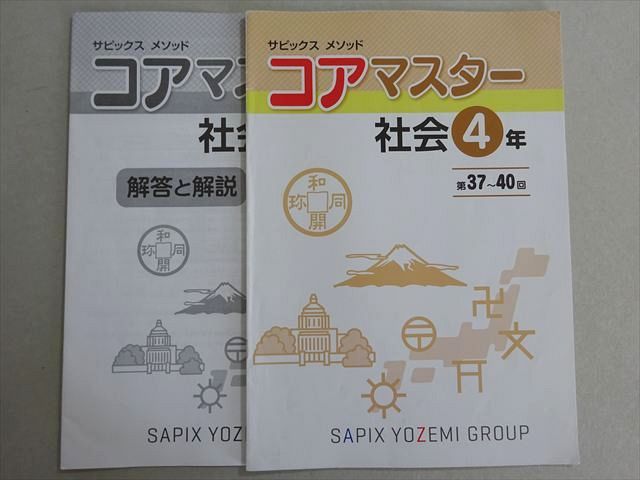 サピックス メソッド
コアマス
社会
解答と解説
和
珎 同
開
〒
SAPIX YOZEMI
サピックス メソッド
コアマスター
社会4年
第37〜40回
和
珎 同
開
卍
〒 文
SAPIX YOZEMI GROUP